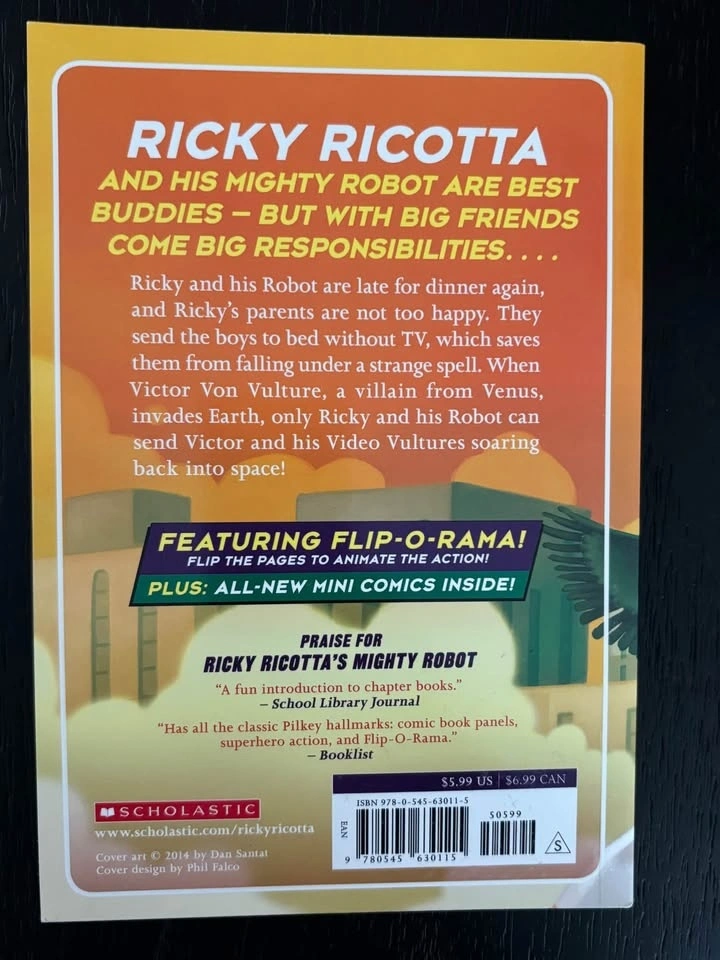 RICKY RICOTTA
AND HIS MIGHTY ROBOT ARE BEST
BUDDIES – BUT WITH BIG FRIENDS
COME BIG RESPONSIBILITIES....
Ricky and his Robot are late for dinner again,
and Ricky's parents are not too happy. They
send the boys to bed without TV, which saves
them from falling under a strange spell. When
Victor Von Vulture, a villain from Venus,
invades Earth, only Ricky and his Robot can
send Victor and his Video Vultures soaring
back into space!
FEATURING FLIP-O-RAMA!
FLIP THE PAGES TO ANIMATE THE ACTION!
PLUS: ALL-NEW MINI COMICS INSIDE!
PRAISE FOR
RICKY RICOTTA'S MIGHTY ROBOT
"A fun introduction to chapter books."
– School Library Journal
"Has all the classic Pilkey hallmarks: comic book panels,
superhero action, and Flip-O-Rama."
– Booklist
$5.99 US | $6.99 CAN
ISBN 978-0-545-63011-5
50599
EAN
9 780545 630115
S
SCHOLASTIC
www.scholastic.com/rickyricotta
Cover art © 2014 by Dan Santat
Cover design by Phil Falco